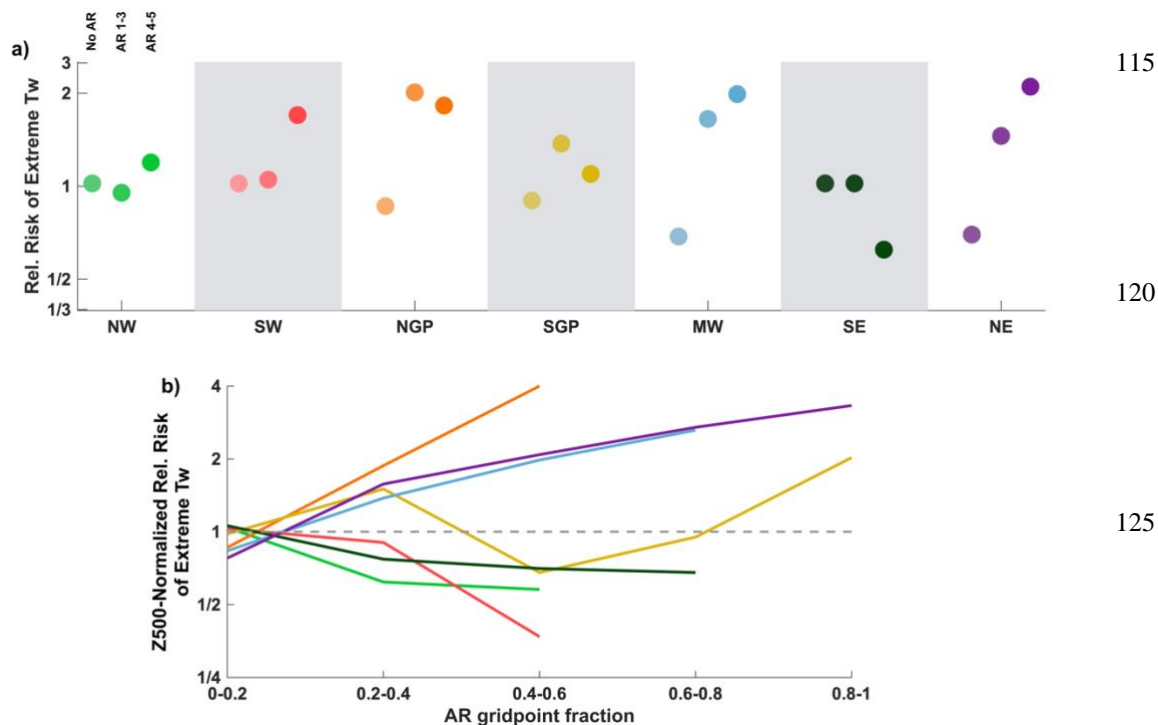 No AR
AR 1-3
AR 4-5
a)
3
2
1
1/2
1/3
Rel. Risk of Extreme Tw
NW
SW
NGP
SGP
MW
SE
NE
115
120
b)
4
2
1
1/2
1/4
Z500-Normalized Rel. Risk
of Extreme Tw
0-0.2
0.2-0.4
0.4-0.6
0.6-0.8
0.8-1
AR gridpoint fraction
125